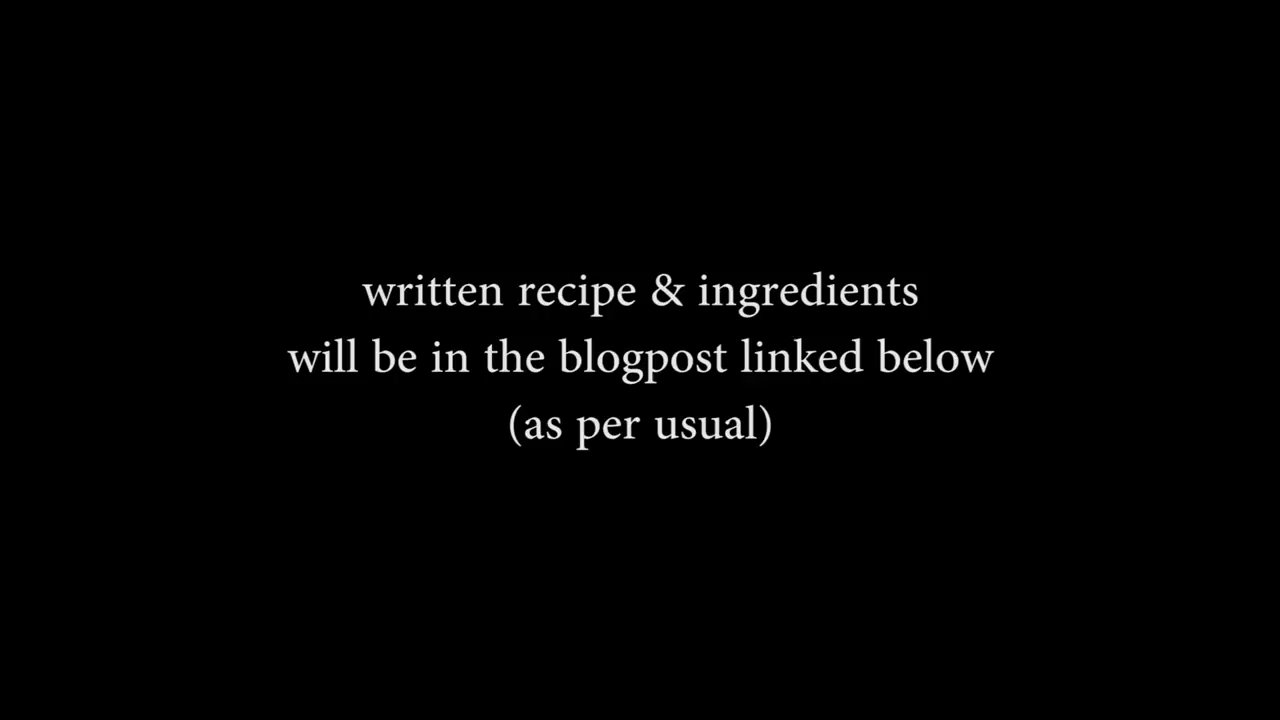 written recipe & ingredients
will be in the blogpost linked below
(as per usual)